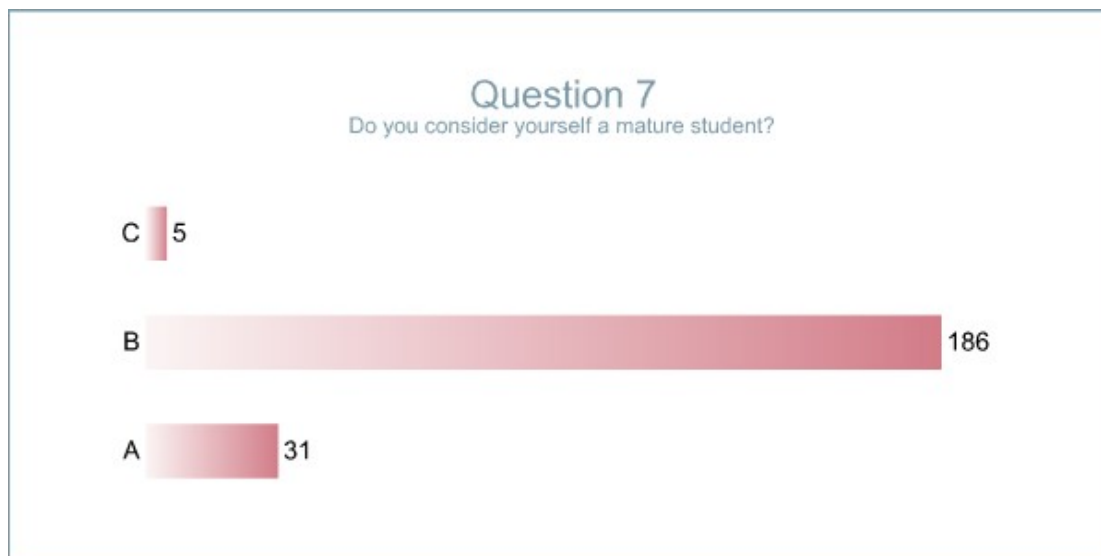 Question 7
Do you consider yourself a mature student?
C 5
B 186
A 31